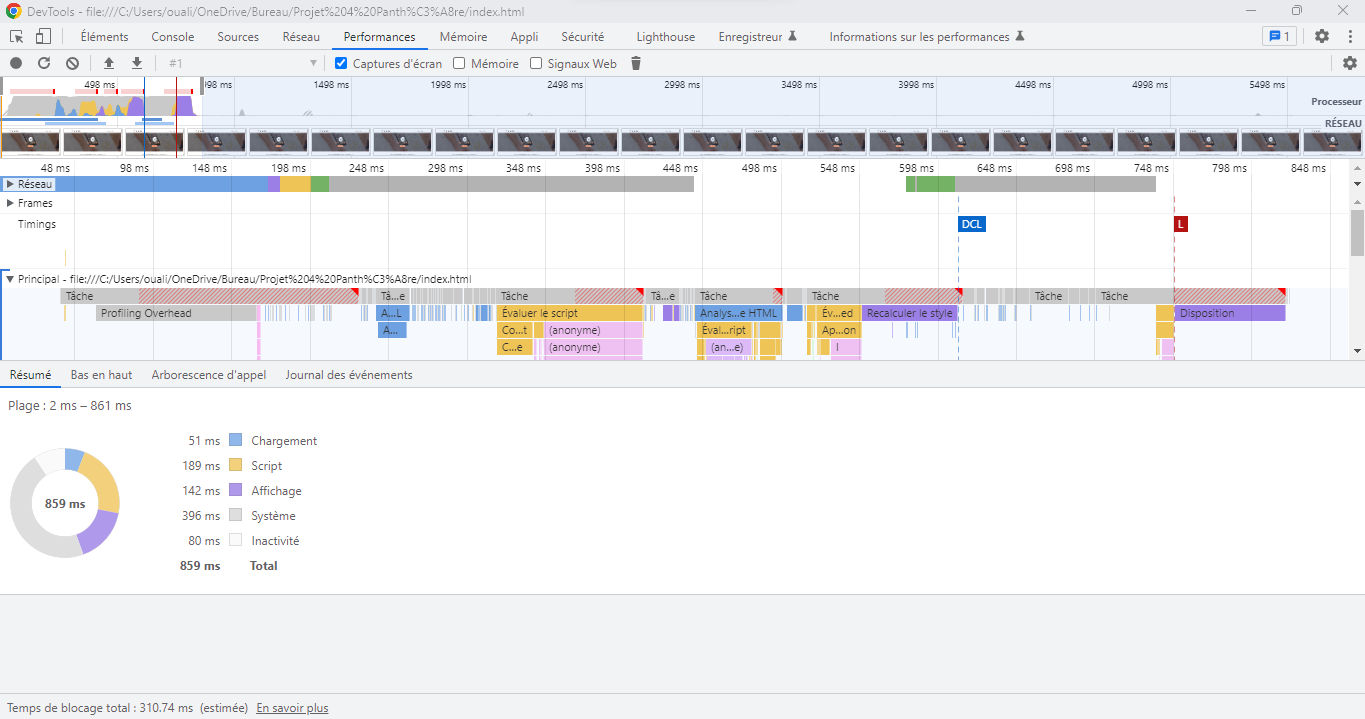 DevTools - file:///C:/Users/ouali/OneDrive/Bureau/Projet%204%20Panth%C3%A8re/index.html
Éléments Console Sources Réseau Performances Mémoire Appli Sécurité Lighthouse Enregistreur Informations sur les performances 1
#1 Captures d'écran Mémoire Signaux Web
498 ms 98 ms 1498 ms 1998 ms 2498 ms 2998 ms 3498 ms 3998 ms 4498 ms 4998 ms 5498 ms
Processeur
RÉSEAU
48 ms 98 ms 148 ms 198 ms 248 ms 298 ms 348 ms 398 ms 448 ms 498 ms 548 ms 598 ms 648 ms 698 ms 748 ms 798 ms 848 ms
Réseau
Frames
Timings DCL L
Principal - file:///C:/Users/ouali/OneDrive/Bureau/Projet%204%20Panth%C3%A8re/index.html
Tâche Tâ...e Tâche Tâ...e Tâche Tâche Tâche Tâche
Profiling Overhead A...L Évaluer le script Analys...e HTML Év...ed Recalculer le style Disposition
A... Co...t (anonyme) Éval...ript Ap...on
C...e (anonyme) (an...e) I
Résumé Bas en haut Arborescence d'appel Journal des événements
Plage : 2 ms – 861 ms
51 ms Chargement
189 ms Script
142 ms Affichage
859 ms
396 ms Système
80 ms Inactivité
859 ms Total
Temps de blocage total : 310.74 ms (estimée) En savoir plus